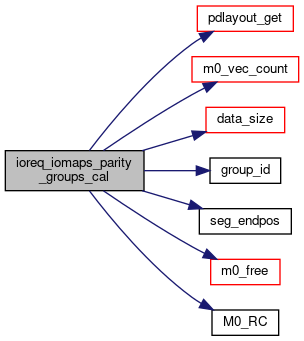 pdlayout_get
m0_vec_count
data_size
ioreq_iomaps_parity
_groups_cal
group_id
seg_endpos
m0_free
M0_RC